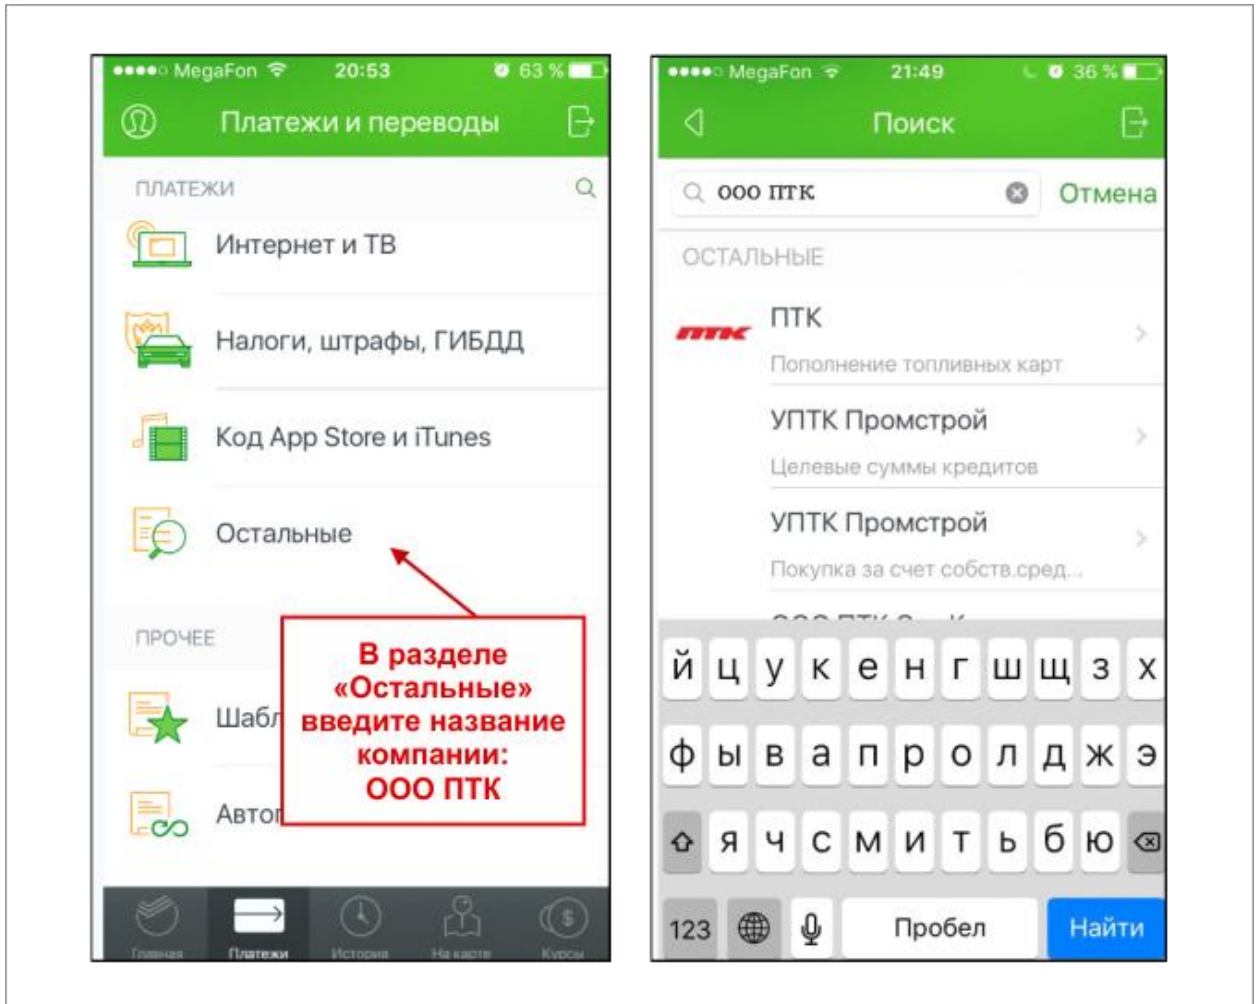 MegaFon 20:53 63 %
Платежи и переводы
ПЛАТЕЖИ
Интернет и ТВ
Налоги, штрафы, ГИБДД
Код App Store и iTunes
Остальные
ПРОЧЕЕ
Шабл
Автоп
В разделе
«Остальные»
введите название
компании:
ООО ПТК
Главная Платежи История На карте Курсы
MegaFon 21:49 36 %
Поиск
ООО ПТК Отмена
ОСТАЛЬНЫЕ
ПТК ПТК
Пополнение топливных карт
УПТК Промстрой
Целевые суммы кредитов
УПТК Промстрой
Покупка за счет собств.сред...
ООО ПТК
й ц у к е н г ш щ з х
ф ы в а п р о л д ж э
я ч с м и т ь б ю
123 Пробел Найти